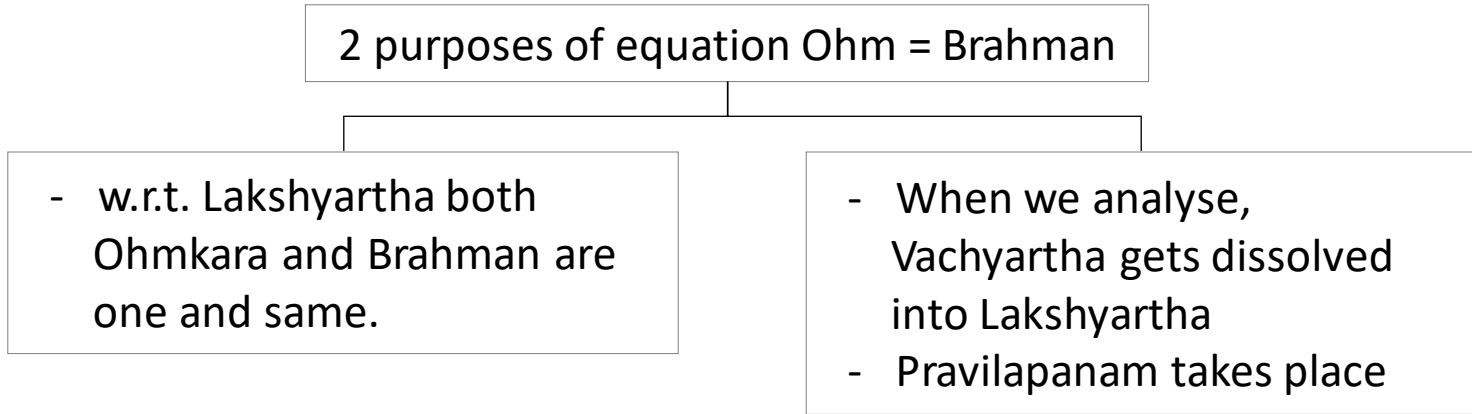 2 purposes of equation Ohm = Brahman
- w.r.t. Lakshyartha both
Ohmkara and Brahman are
one and same.
- When we analyse,
Vachyartha gets dissolved
into Lakshyartha
- Pravilapanam takes place